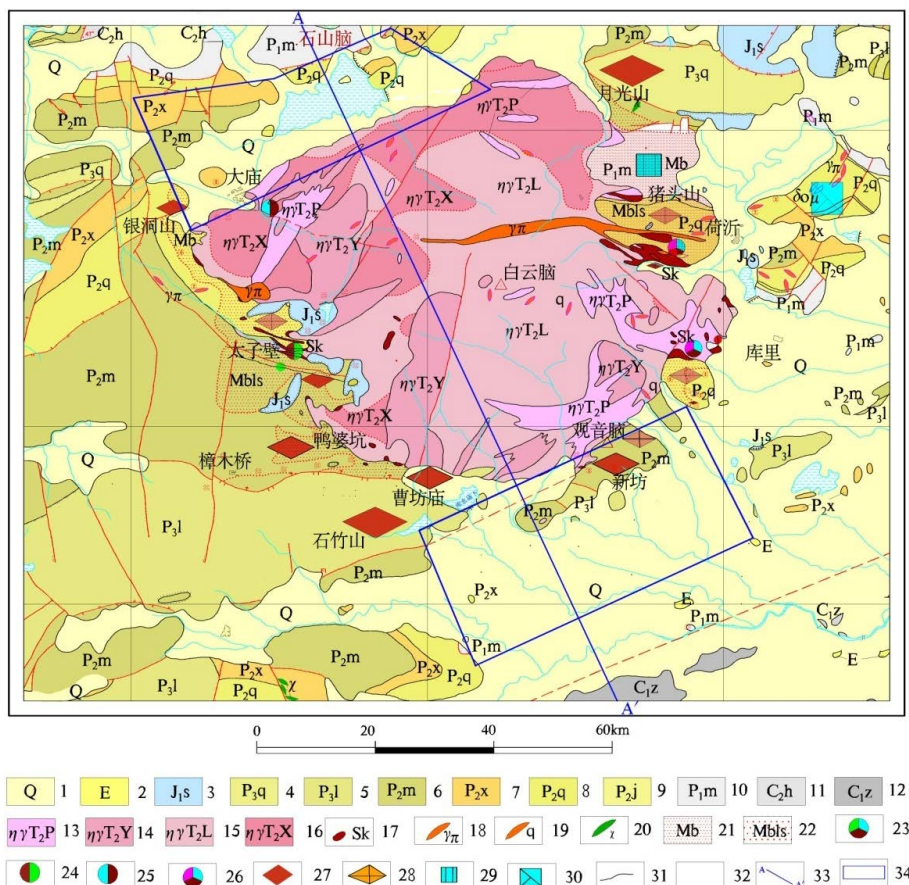 C₂h C₂h P₁m A 石山脑 P₂x P₂m J₁s
Q P₂q P₂q P₂q P₃q P₂m
P₂x 月光山 P₁m
P₂m P₂m Q ηγT₂P P₁m Mb γπ
P₃q 大庙 ηγT₂L 猪头山 δομ P₂q
银洞山 ηγT₂P ηγT₂X Mbls P₂q 荷沂 P₂x
P₂m P₂x Mb ηγT₂X ηγT₂Y γπ Sk J₁s P₂m
P₂q γπ γπ 白云脑 q ηγT₂P P₁m
J₁s ηγT₂L Sk 库里 P₁m
太子壁 Sk ηγT₂Y Q
P₂m Mbls ηγT₂Y ηγT₂P q P₂q P₂m
J₁s ηγT₂X 观音脑 P₃l
Q 鸭婆坑 P₂m J₁s
樟木桥 曹坊庙 新坊 P₃l
P₃l 石竹山 P₃l P₂x
P₂m E
Q P₂x Q E C₁z
P₁m P₁m
P₂m P₂x P₂m P₂x E
Q P₃l P₂q χ P₂q C₁z
A'
0 20 40 60km
Q 1 E 2 J₁s 3 P₃q 4 P₃l 5 P₂m 6 P₂x 7 P₂q 8 P₂j 9 P₁m 10 C₂h 11 C₁z 12
ηγT₂P 13 ηγT₂Y 14 ηγT₂L 15 ηγT₂X 16 Sk 17 γπ 18 q 19 χ 20 Mb 21 Mbls 22 23
24 25 26 27 28 29 30 31 32 A A' 33 34